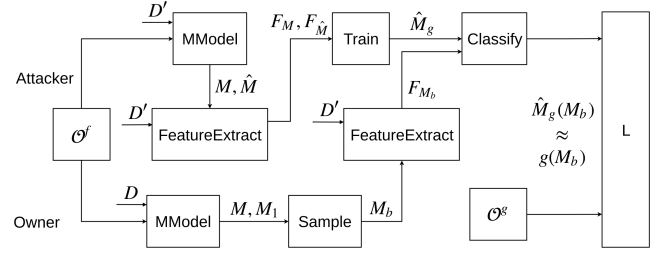 D′
MModel
F_M, F_M̂
Train
M̂_g
Classify
Attacker
M, M̂
F_{M_b}
D′
FeatureExtract
D′
FeatureExtract
M̂_g(M_b)
≈
g(M_b)
L
𝒪^f
D
Owner
MModel
M, M_1
Sample
M_b
𝒪^g